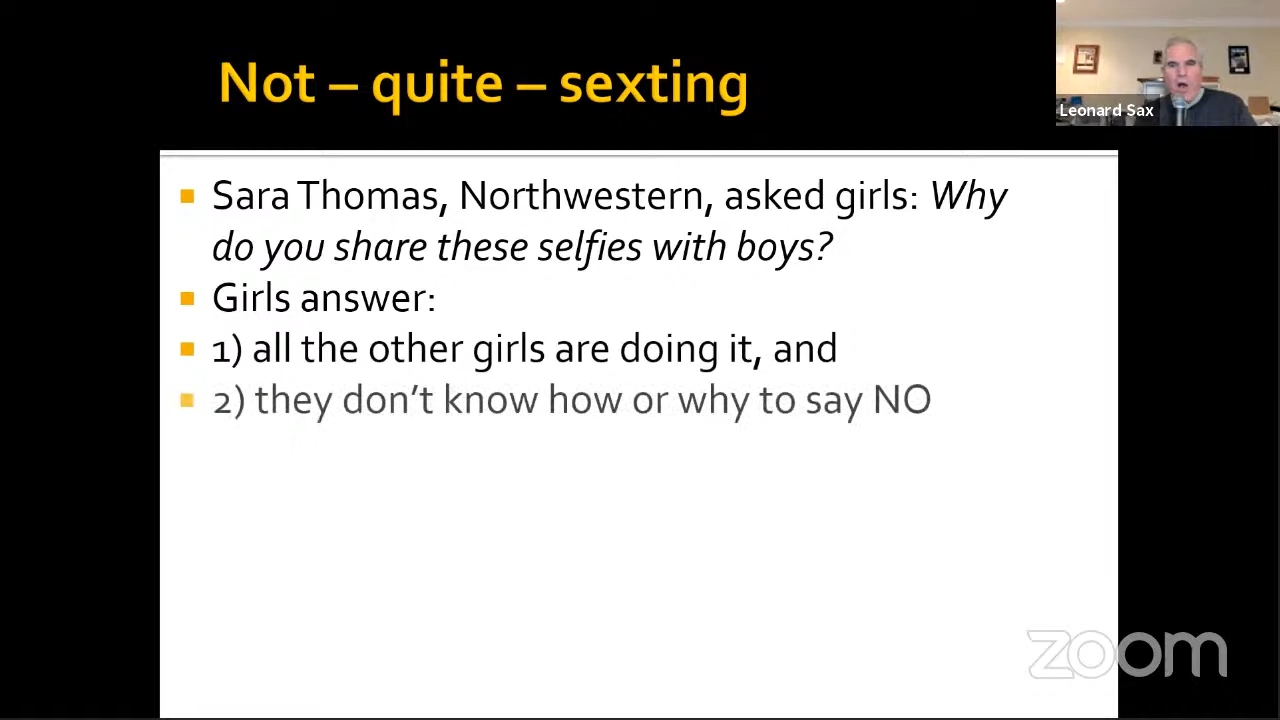 Not – quite – sexting
Leonard Sax
Sara Thomas, Northwestern, asked girls: Why
do you share these selfies with boys?
Girls answer:
1) all the other girls are doing it, and
2) they don't know how or why to say NO
zoom